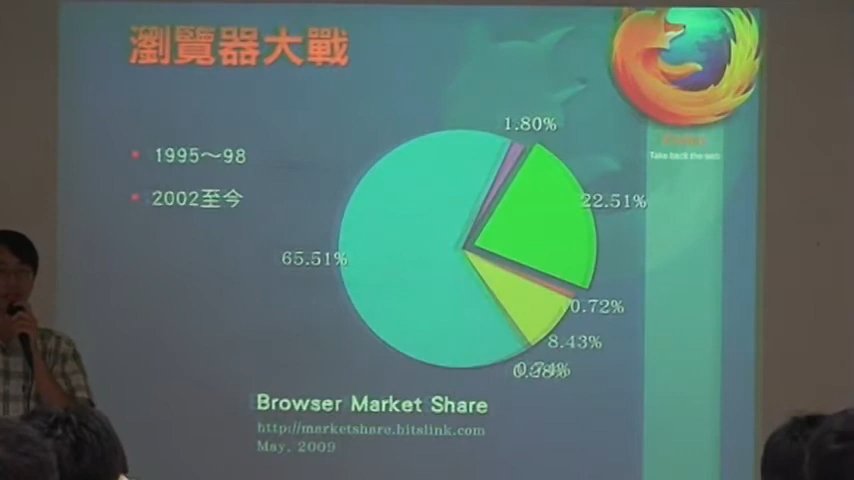 瀏覽器大戰
1995～98
2002至今
Take back the web
1.80%
22.51%
65.51%
0.72%
8.43%
Browser Market Share
http://marketshare.hitslink.com
May, 2009